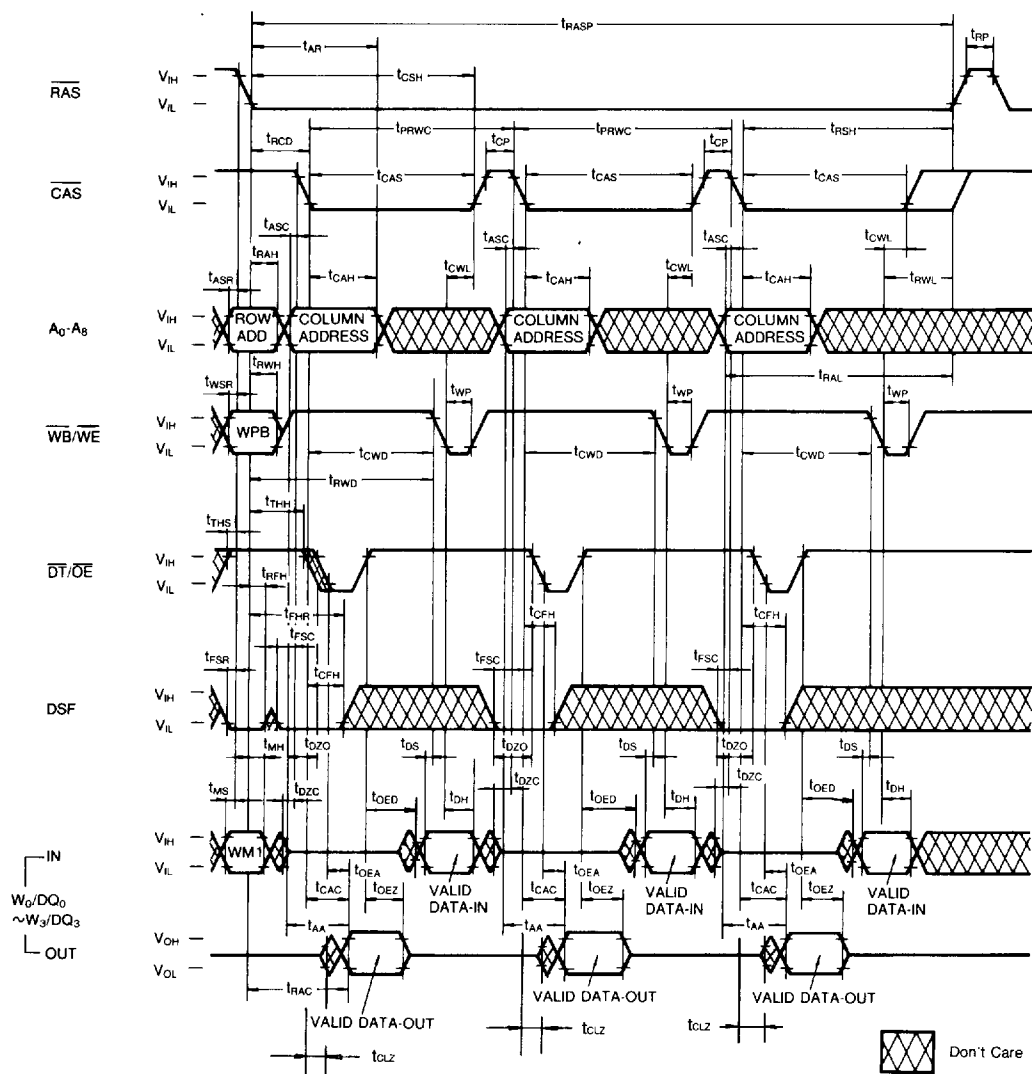 tRASP
tAR
tRP
tCSH
RAS
VIH
VIL
tRCD
tPRWC
tPRWC
tRSH
tCP
tCP
CAS
VIH
VIL
tCAS
tCAS
tCAS
tASC
tASC
tASC
tCWL
tRAH
tASR
tCAH
tCWL
tCAH
tCWL
tCAH
tRWL
A0-A8
VIH
VIL
ROW ADD
COLUMN ADDRESS
COLUMN ADDRESS
COLUMN ADDRESS
tRWH
tRAL
tWSR
tWP
tWP
tWP
WB/WE
VIH
VIL
WPB
tCWD
tCWD
tCWD
tRWD
tTHH
tTHS
DT/OE
VIH
VIL
tRFH
tFHR
tCFH
tCFH
tFSC
tFSR
tCFH
tFSC
tFSC
DSF
VIH
VIL
tMH
tDZO
tDS
tDZO
tDS
tDZO
tDS
tMS
tDZC
tOED
tDH
tDZC
tOED
tDH
tDZC
tOED
tDH
IN
VIH
VIL
WM1
W0/DQ0
~W3/DQ3
OUT
tOEA
tOEA
tOEA
tCAC
tOEZ
VALID DATA-IN
tCAC
tOEZ
VALID DATA-IN
tCAC
tOEZ
VALID DATA-IN
tAA
tAA
tAA
VOH
VOL
tRAC
VALID DATA-OUT
VALID DATA-OUT
VALID DATA-OUT
tCLZ
tCLZ
tCLZ
Don't Care